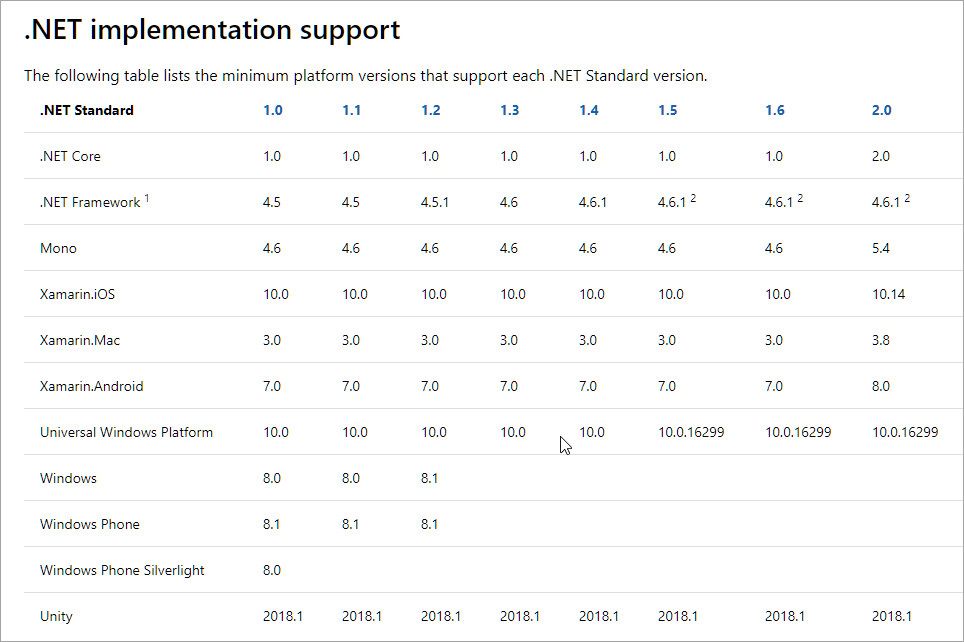 .NET implementation support
The following table lists the minimum platform versions that support each .NET Standard version.
.NET Standard 1.0 1.1 1.2 1.3 1.4 1.5 1.6 2.0
.NET Core 1.0 1.0 1.0 1.0 1.0 1.0 1.0 2.0
.NET Framework 1 4.5 4.5 4.5.1 4.6 4.6.1 4.6.1 2 4.6.1 2 4.6.1 2
Mono 4.6 4.6 4.6 4.6 4.6 4.6 4.6 5.4
Xamarin.iOS 10.0 10.0 10.0 10.0 10.0 10.0 10.0 10.14
Xamarin.Mac 3.0 3.0 3.0 3.0 3.0 3.0 3.0 3.8
Xamarin.Android 7.0 7.0 7.0 7.0 7.0 7.0 7.0 8.0
Universal Windows Platform 10.0 10.0 10.0 10.0 10.0 10.0.16299 10.0.16299 10.0.16299
Windows 8.0 8.0 8.1
Windows Phone 8.1 8.1 8.1
Windows Phone Silverlight 8.0
Unity 2018.1 2018.1 2018.1 2018.1 2018.1 2018.1 2018.1 2018.1